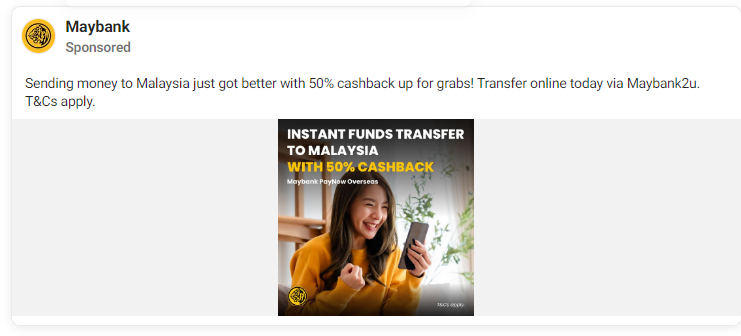 Maybank
Sponsored
Sending money to Malaysia just got better with 50% cashback up for grabs! Transfer online today via Maybank2u.
T&Cs apply.
INSTANT FUNDS TRANSFER
TO MALAYSIA
WITH 50% CASHBACK
Maybank PayNow Overseas
T&Cs apply